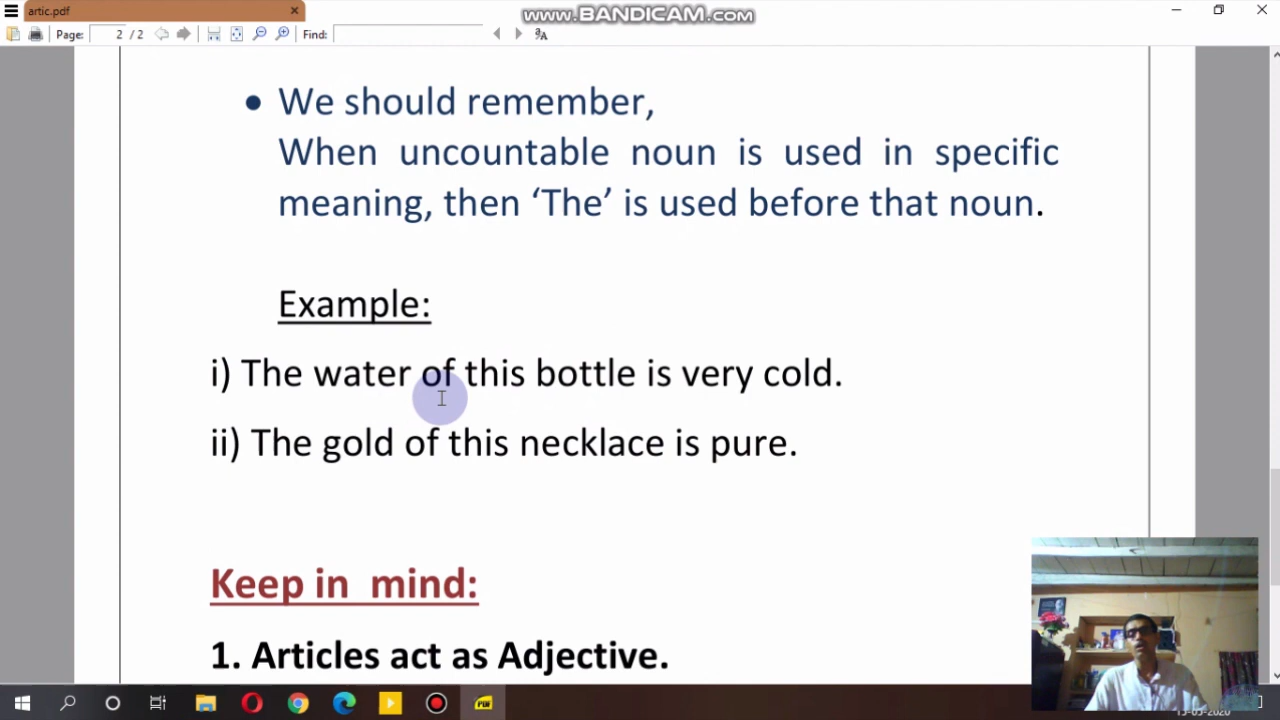 artic.pdf
www.BANDICAM.com
Page: 2 / 2 Find:
• We should remember,
When uncountable noun is used in specific
meaning, then ‘The’ is used before that noun.
Example:
i) The water of this bottle is very cold.
ii) The gold of this necklace is pure.
Keep in mind:
1. Articles act as Adjective.